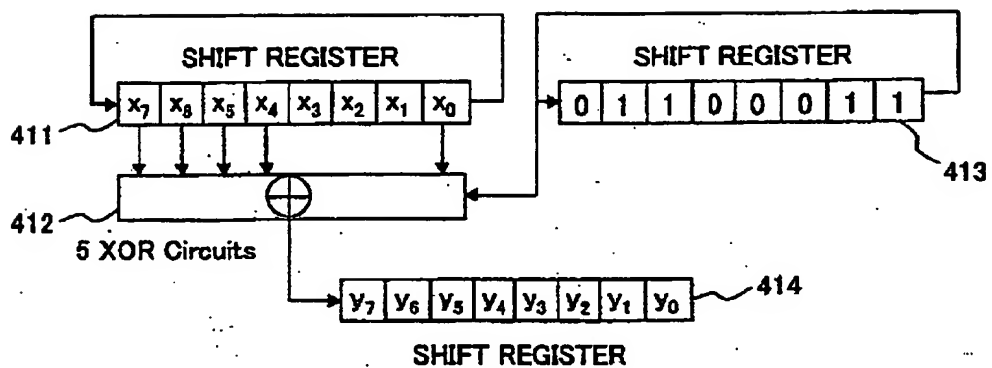 SHIFT REGISTER
SHIFT REGISTER
x7 x8 x5 x4 x3 x2 x1 x0
0 1 1 0 0 0 1 1
411
413
412
5 XOR Circuits
y7 y6 y5 y4 y3 y2 y1 y0
414
SHIFT REGISTER